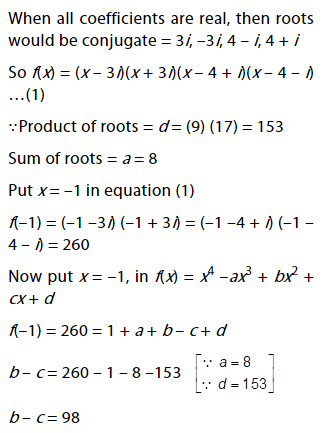 When all coefficients are real, then roots
would be conjugate = 3i, –3i, 4 – i, 4 + i
So f(x) = (x – 3i)(x + 3i)(x – 4 + i)(x – 4 – i)
...(1)
∵Product of roots = d = (9) (17) = 153
Sum of roots = a = 8
Put x = –1 in equation (1)
f(–1) = (–1 –3i) (–1 + 3i) = (–1 –4 + i) (–1 –
4 – i) = 260
Now put x = –1, in f(x) = x⁴ –ax³ + bx² +
cx + d
f(–1) = 260 = 1 + a + b – c + d
b – c = 260 – 1 – 8 –153 [∵ a = 8
∵ d = 153]
b – c = 98